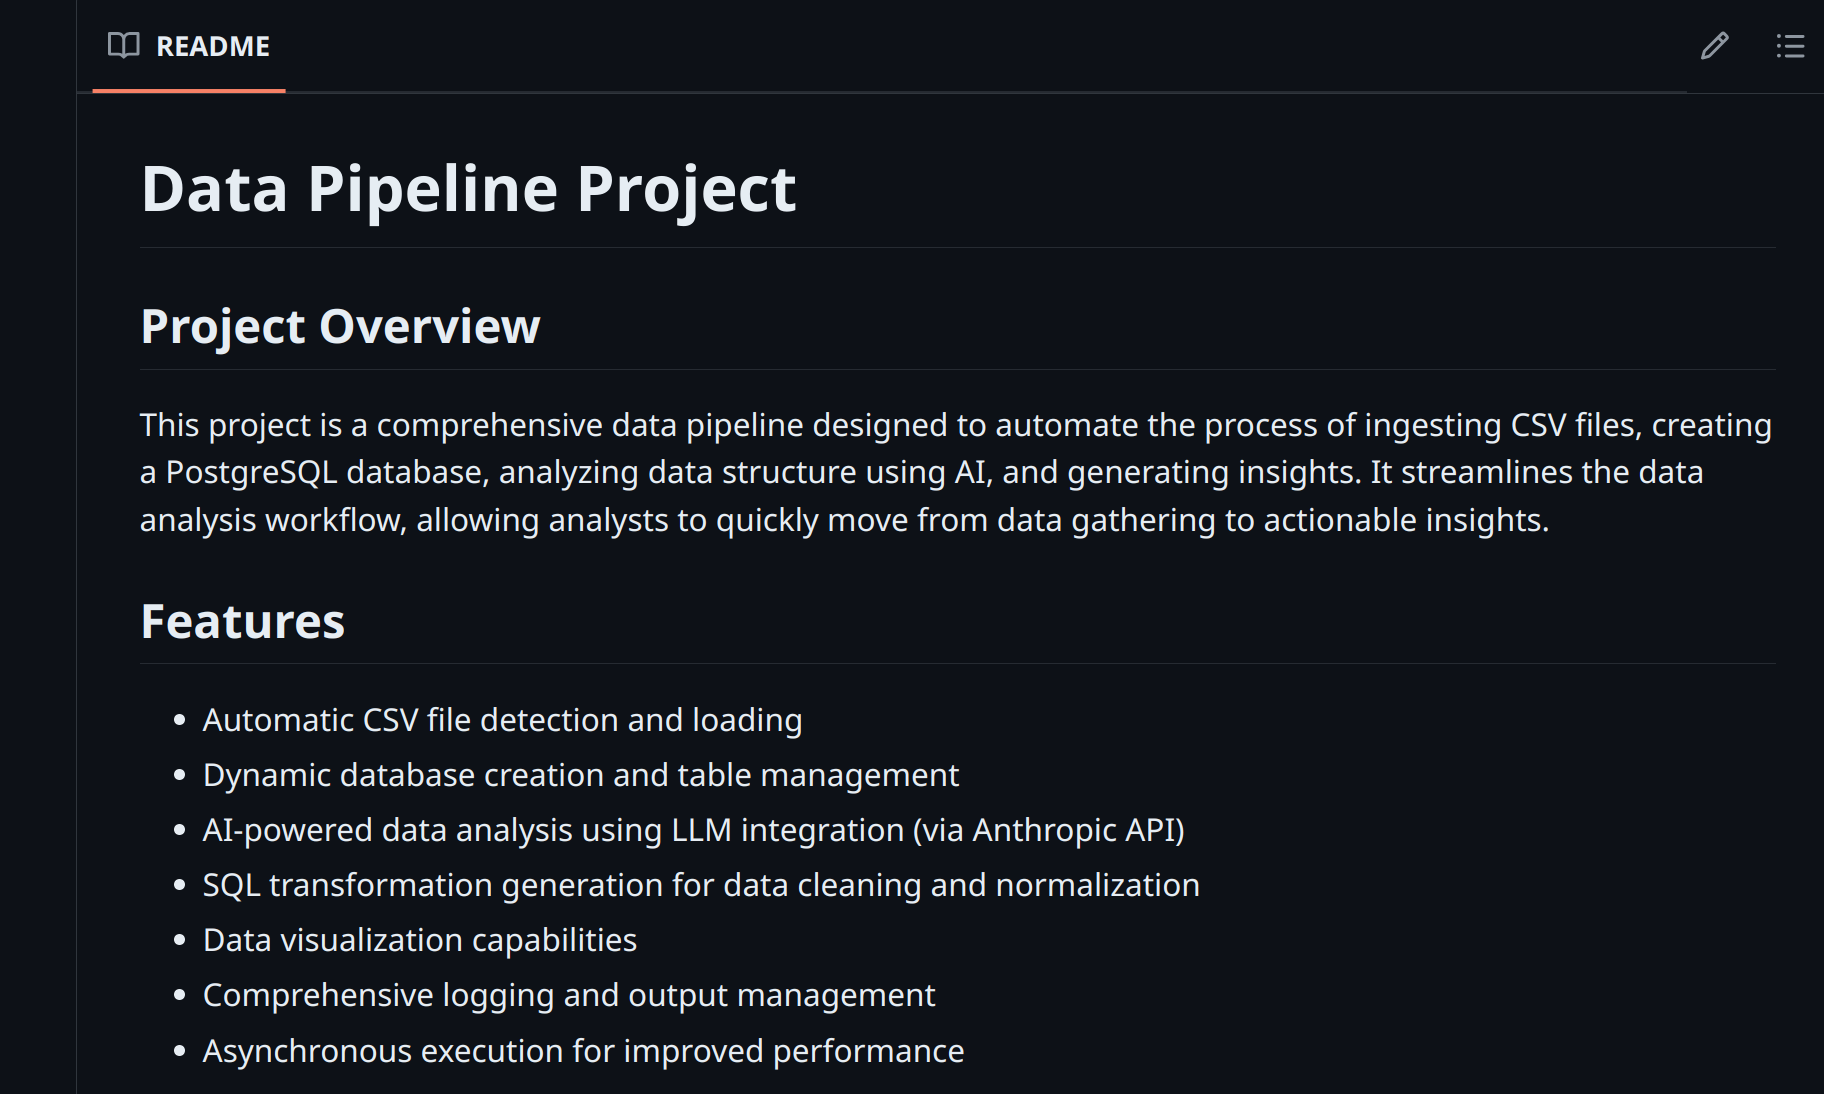 README
Data Pipeline Project
Project Overview
This project is a comprehensive data pipeline designed to automate the process of ingesting CSV files, creating
a PostgreSQL database, analyzing data structure using AI, and generating insights. It streamlines the data
analysis workflow, allowing analysts to quickly move from data gathering to actionable insights.
Features
• Automatic CSV file detection and loading
• Dynamic database creation and table management
• AI-powered data analysis using LLM integration (via Anthropic API)
• SQL transformation generation for data cleaning and normalization
• Data visualization capabilities
• Comprehensive logging and output management
• Asynchronous execution for improved performance